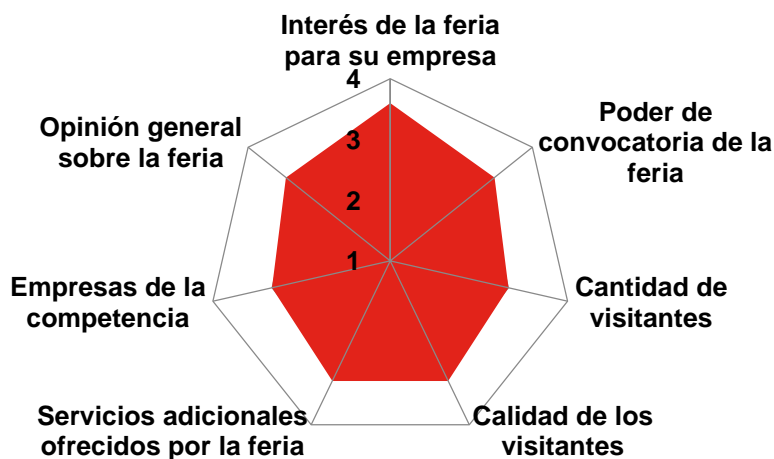 Interés de la feria
para su empresa
4
3
2
1
Poder de
convocatoria de la
feria
Cantidad de
visitantes
Calidad de los
visitantes
Servicios adicionales
ofrecidos por la feria
Empresas de la
competencia
Opinión general
sobre la feria